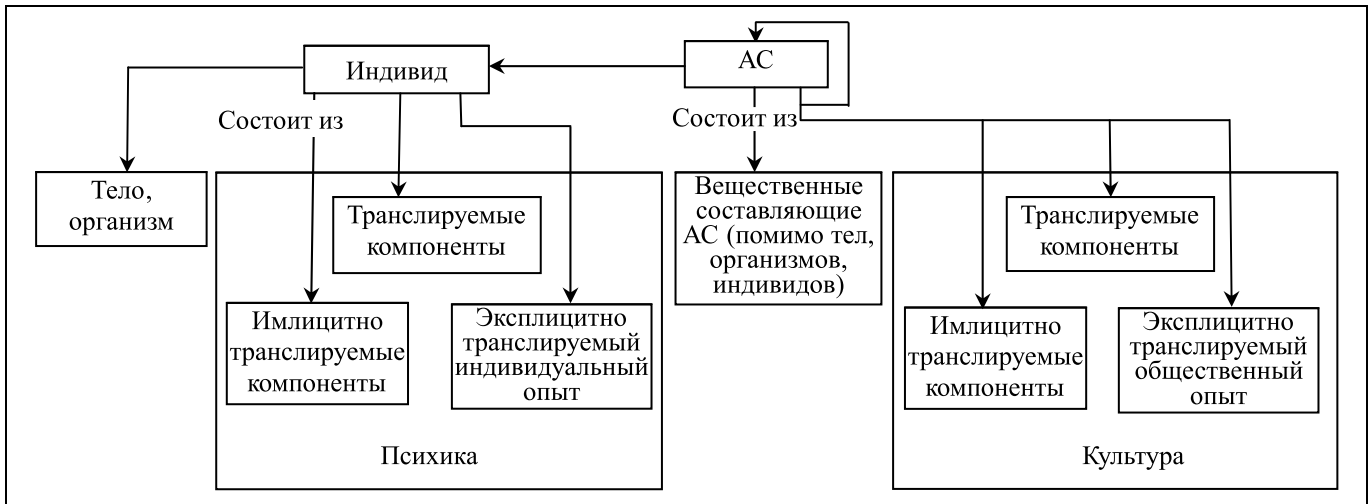 Индивид
АС
Состоит из
Состоит из
Тело,
организм
Транслируемые
компоненты
Имлицитно
транслируемые
компоненты
Эксплицитно
транслируемый
индивидуальный
опыт
Психика
Вещественные
составляющие
АС (помимо тел,
организмов,
индивидов)
Транслируемые
компоненты
Имлицитно
транслируемые
компоненты
Эксплицитно
транслируемый
общественный
опыт
Культура